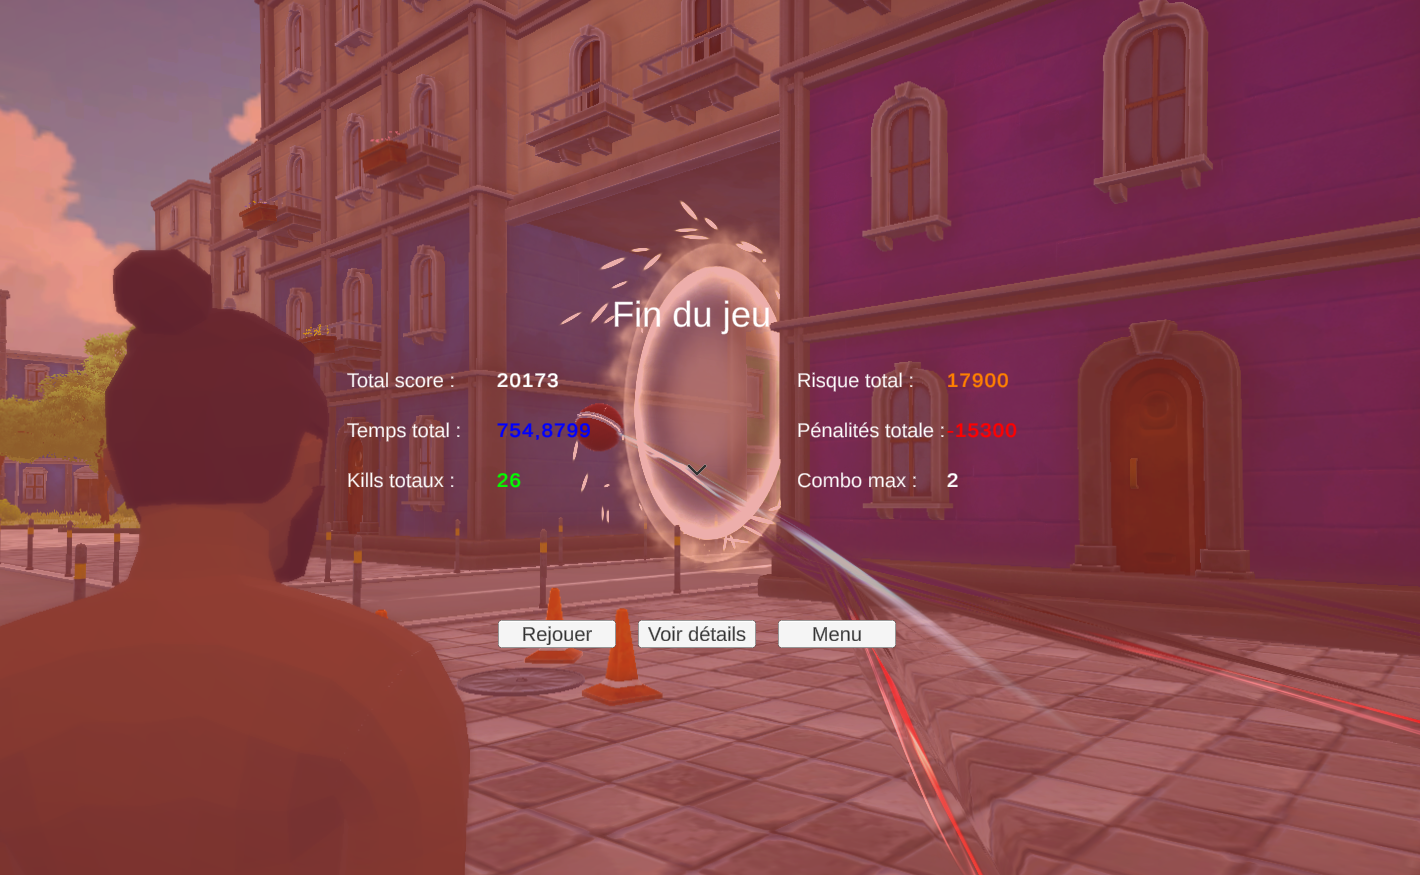 Fin du jeu
Total score : 20173
Risque total : 17900
Temps total : 754,8799
Pénalités totale : -15300
Kills totaux : 26
Combo max : 2
Rejouer
Voir détails
Menu